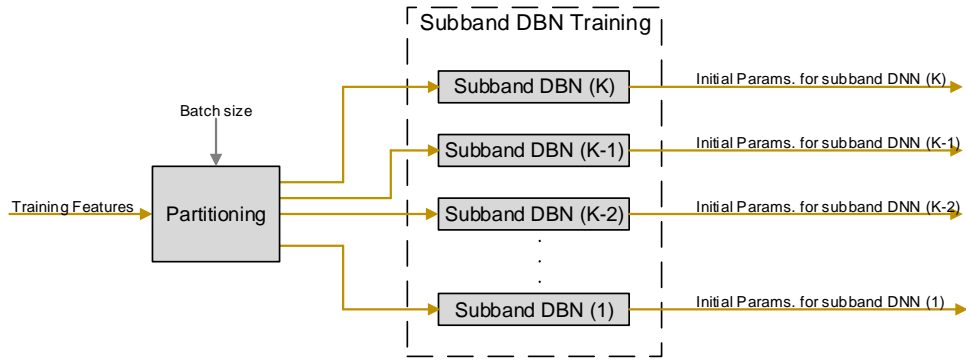 Subband DBN Training
Subband DBN (K)
Initial Params. for subband DNN (K)
Batch size
Subband DBN (K-1)
Initial Params. for subband DNN (K-1)
Training Features
Partitioning
Subband DBN (K-2)
Initial Params. for subband DNN (K-2)
Subband DBN (1)
Initial Params. for subband DNN (1)